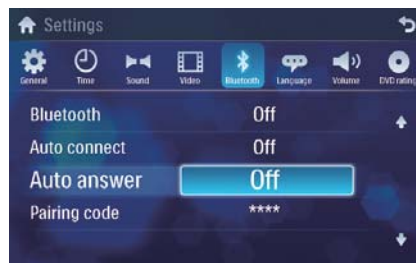 Settings
General Time Sound Video Bluetooth Language Volume DVD rating
Bluetooth Off
Auto connect Off
Auto answer Off
Pairing code ****